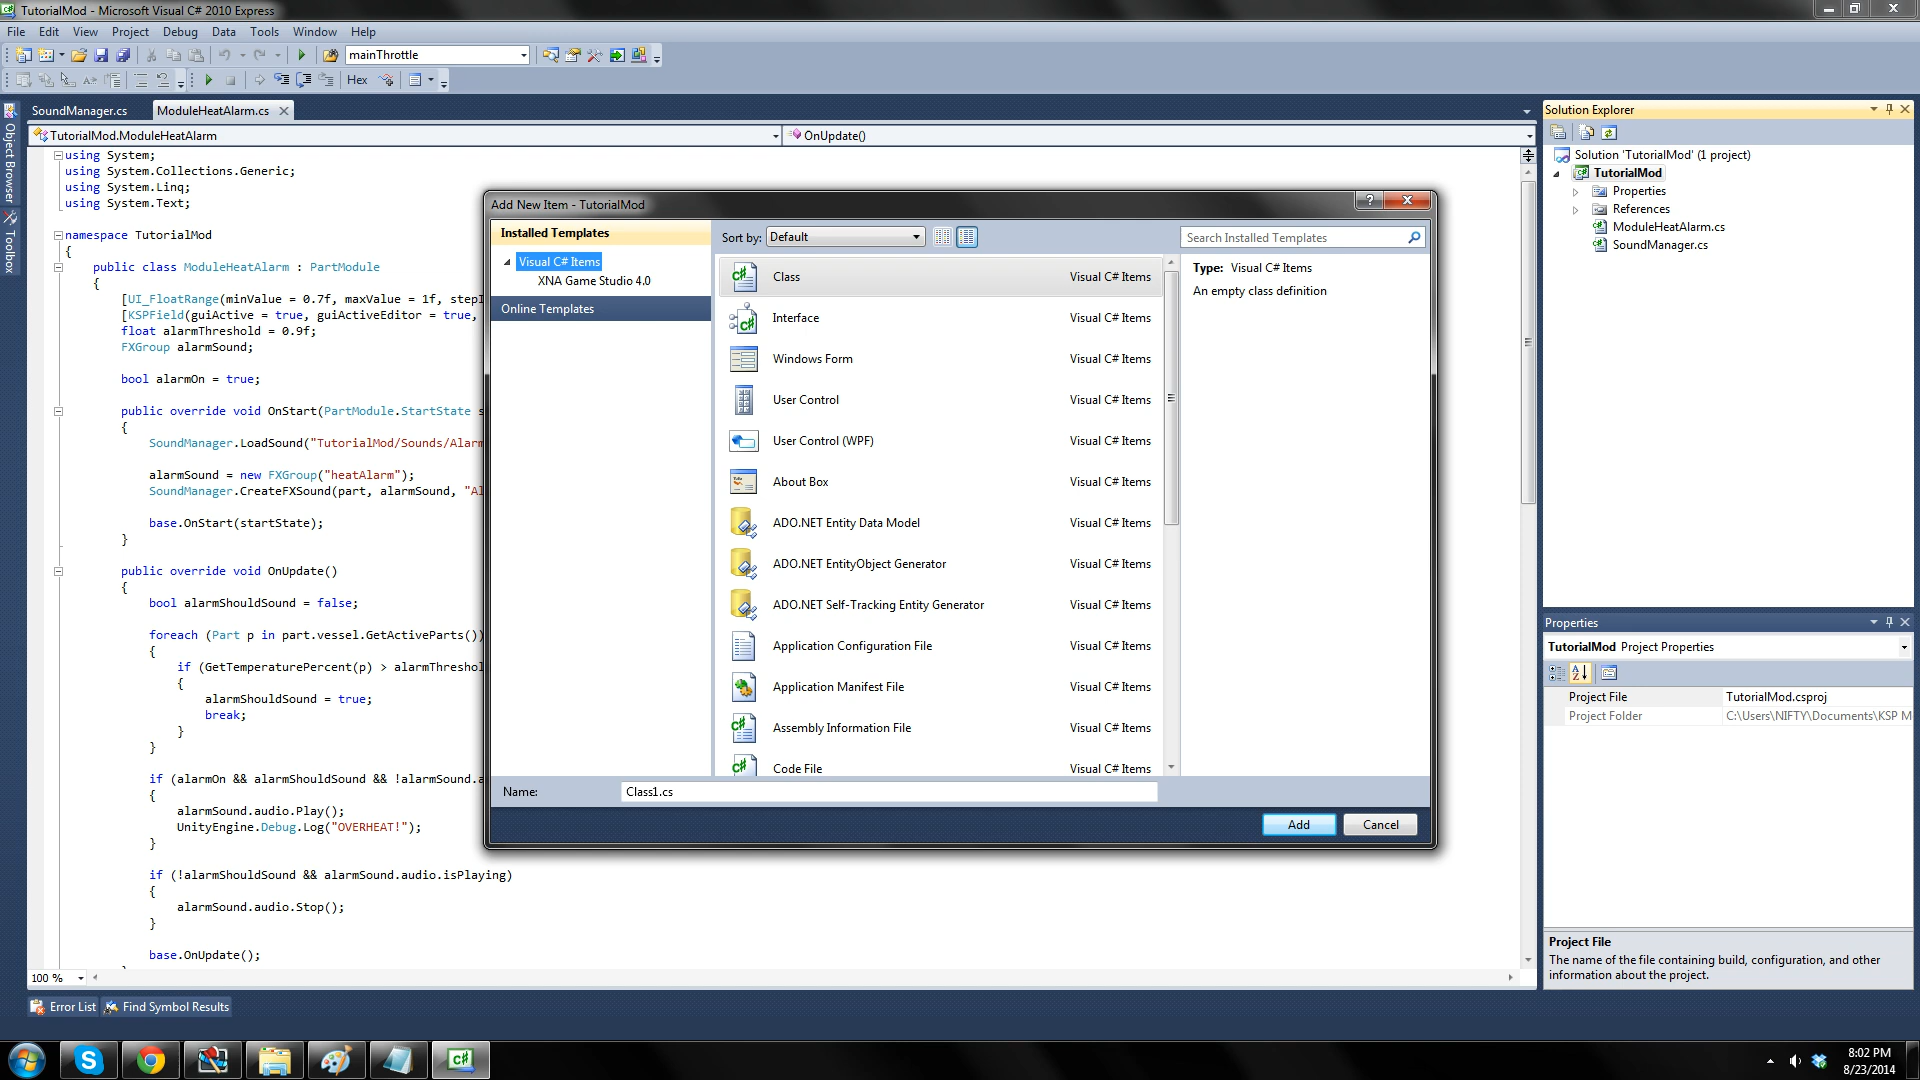 TutorialMod - Microsoft Visual C# 2010 Express
File Edit View Project Debug Data Tools Window Help
mainThrottle
Hex
SoundManager.cs ModuleHeatAlarm.cs
TutorialMod.ModuleHeatAlarm OnUpdate()
Object Browser
Toolbox
using System;
using System.Collections.Generic;
using System.Linq;
using System.Text;
namespace TutorialMod
{
public class ModuleHeatAlarm : PartModule
{
[UI_FloatRange(minValue = 0.7f, maxValue = 1f, stepI
[KSPField(guiActive = true, guiActiveEditor = true,
float alarmThreshold = 0.9f;
FXGroup alarmSound;
bool alarmOn = true;
public override void OnStart(PartModule.StartState s
{
SoundManager.LoadSound("TutorialMod/Sounds/Alarm
alarmSound = new FXGroup("heatAlarm");
SoundManager.CreateFXSound(part, alarmSound, "Al
base.OnStart(startState);
}
public override void OnUpdate()
{
bool alarmShouldSound = false;
foreach (Part p in part.vessel.GetActiveParts())
{
if (GetTemperaturePercent(p) > alarmThreshol
{
alarmShouldSound = true;
break;
}
}
if (alarmOn && alarmShouldSound && !alarmSound.a
{
alarmSound.audio.Play();
UnityEngine.Debug.Log("OVERHEAT!");
}
if (!alarmShouldSound && alarmSound.audio.isPlaying)
{
alarmSound.audio.Stop();
}
base.OnUpdate();
100 %
Error List Find Symbol Results
Add New Item - TutorialMod
Installed Templates
Visual C# Items
XNA Game Studio 4.0
Online Templates
Sort by: Default
Search Installed Templates
Class Visual C# Items
Interface Visual C# Items
Windows Form Visual C# Items
User Control Visual C# Items
User Control (WPF) Visual C# Items
About Box Visual C# Items
ADO.NET Entity Data Model Visual C# Items
ADO.NET EntityObject Generator Visual C# Items
ADO.NET Self-Tracking Entity Generator Visual C# Items
Application Configuration File Visual C# Items
Application Manifest File Visual C# Items
Assembly Information File Visual C# Items
Code File Visual C# Items
Type: Visual C# Items
An empty class definition
Name: Class1.cs
Add Cancel
Solution Explorer
Solution 'TutorialMod' (1 project)
TutorialMod
Properties
References
ModuleHeatAlarm.cs
SoundManager.cs
Properties
TutorialMod Project Properties
Project File TutorialMod.csproj
Project Folder C:\Users\NIFTY\Documents\KSP M
Project File
The name of the file containing build, configuration, and other
information about the project.
8:02 PM
8/23/2014